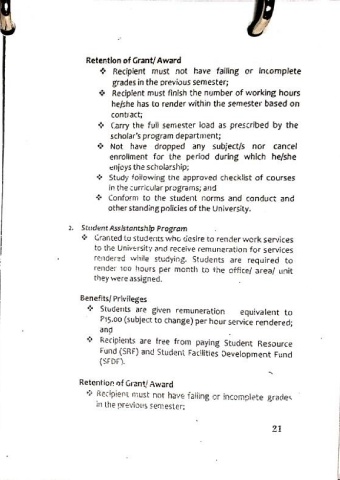 Retention of Grant/ Award
❖ Recipient must not have failing or incomplete
grades in the previous semester;
❖ Recipient must finish the number of working hours
he/she has to render within the semester based on
contract;
❖ Carry the full semester load as prescribed by the
scholar's program department;
❖ Not have dropped any subject/s nor cancel
enrollment for the period during which he/she
enjoys the scholarship;
❖ Study following the approved checklist of courses
in the curricular programs; and
❖ Conform to the student norms and conduct and
other standing policies of the University.
2. Student Assistantship Program
❖ Granted to students who desire to render work services
to the University and receive remuneration for services
rendered while studying. Students are required to
render 100 hours per month to the office/ area/ unit
they were assigned.
Benefits/ Privileges
❖ Students are given remuneration equivalent to
P15.00 (subject to change) per hour service rendered;
and
❖ Recipients are free from paying Student Resource
Fund (SRF) and Student Facilities Development Fund
(SFDF).
Retention of Grant/ Award
❖ Recipient must not have failing or incomplete grades
in the previous semester;
21